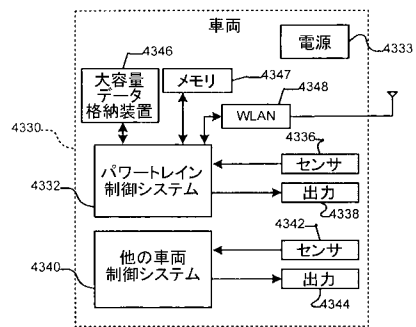 車両
電源
4333
4346
大容量
データ
格納装置
メモリ
4347
4348
WLAN
4330
4336
センサ
4332
パワートレイン
制御システム
出力
4338
4342
センサ
4340
他の車両
制御システム
出力
4344